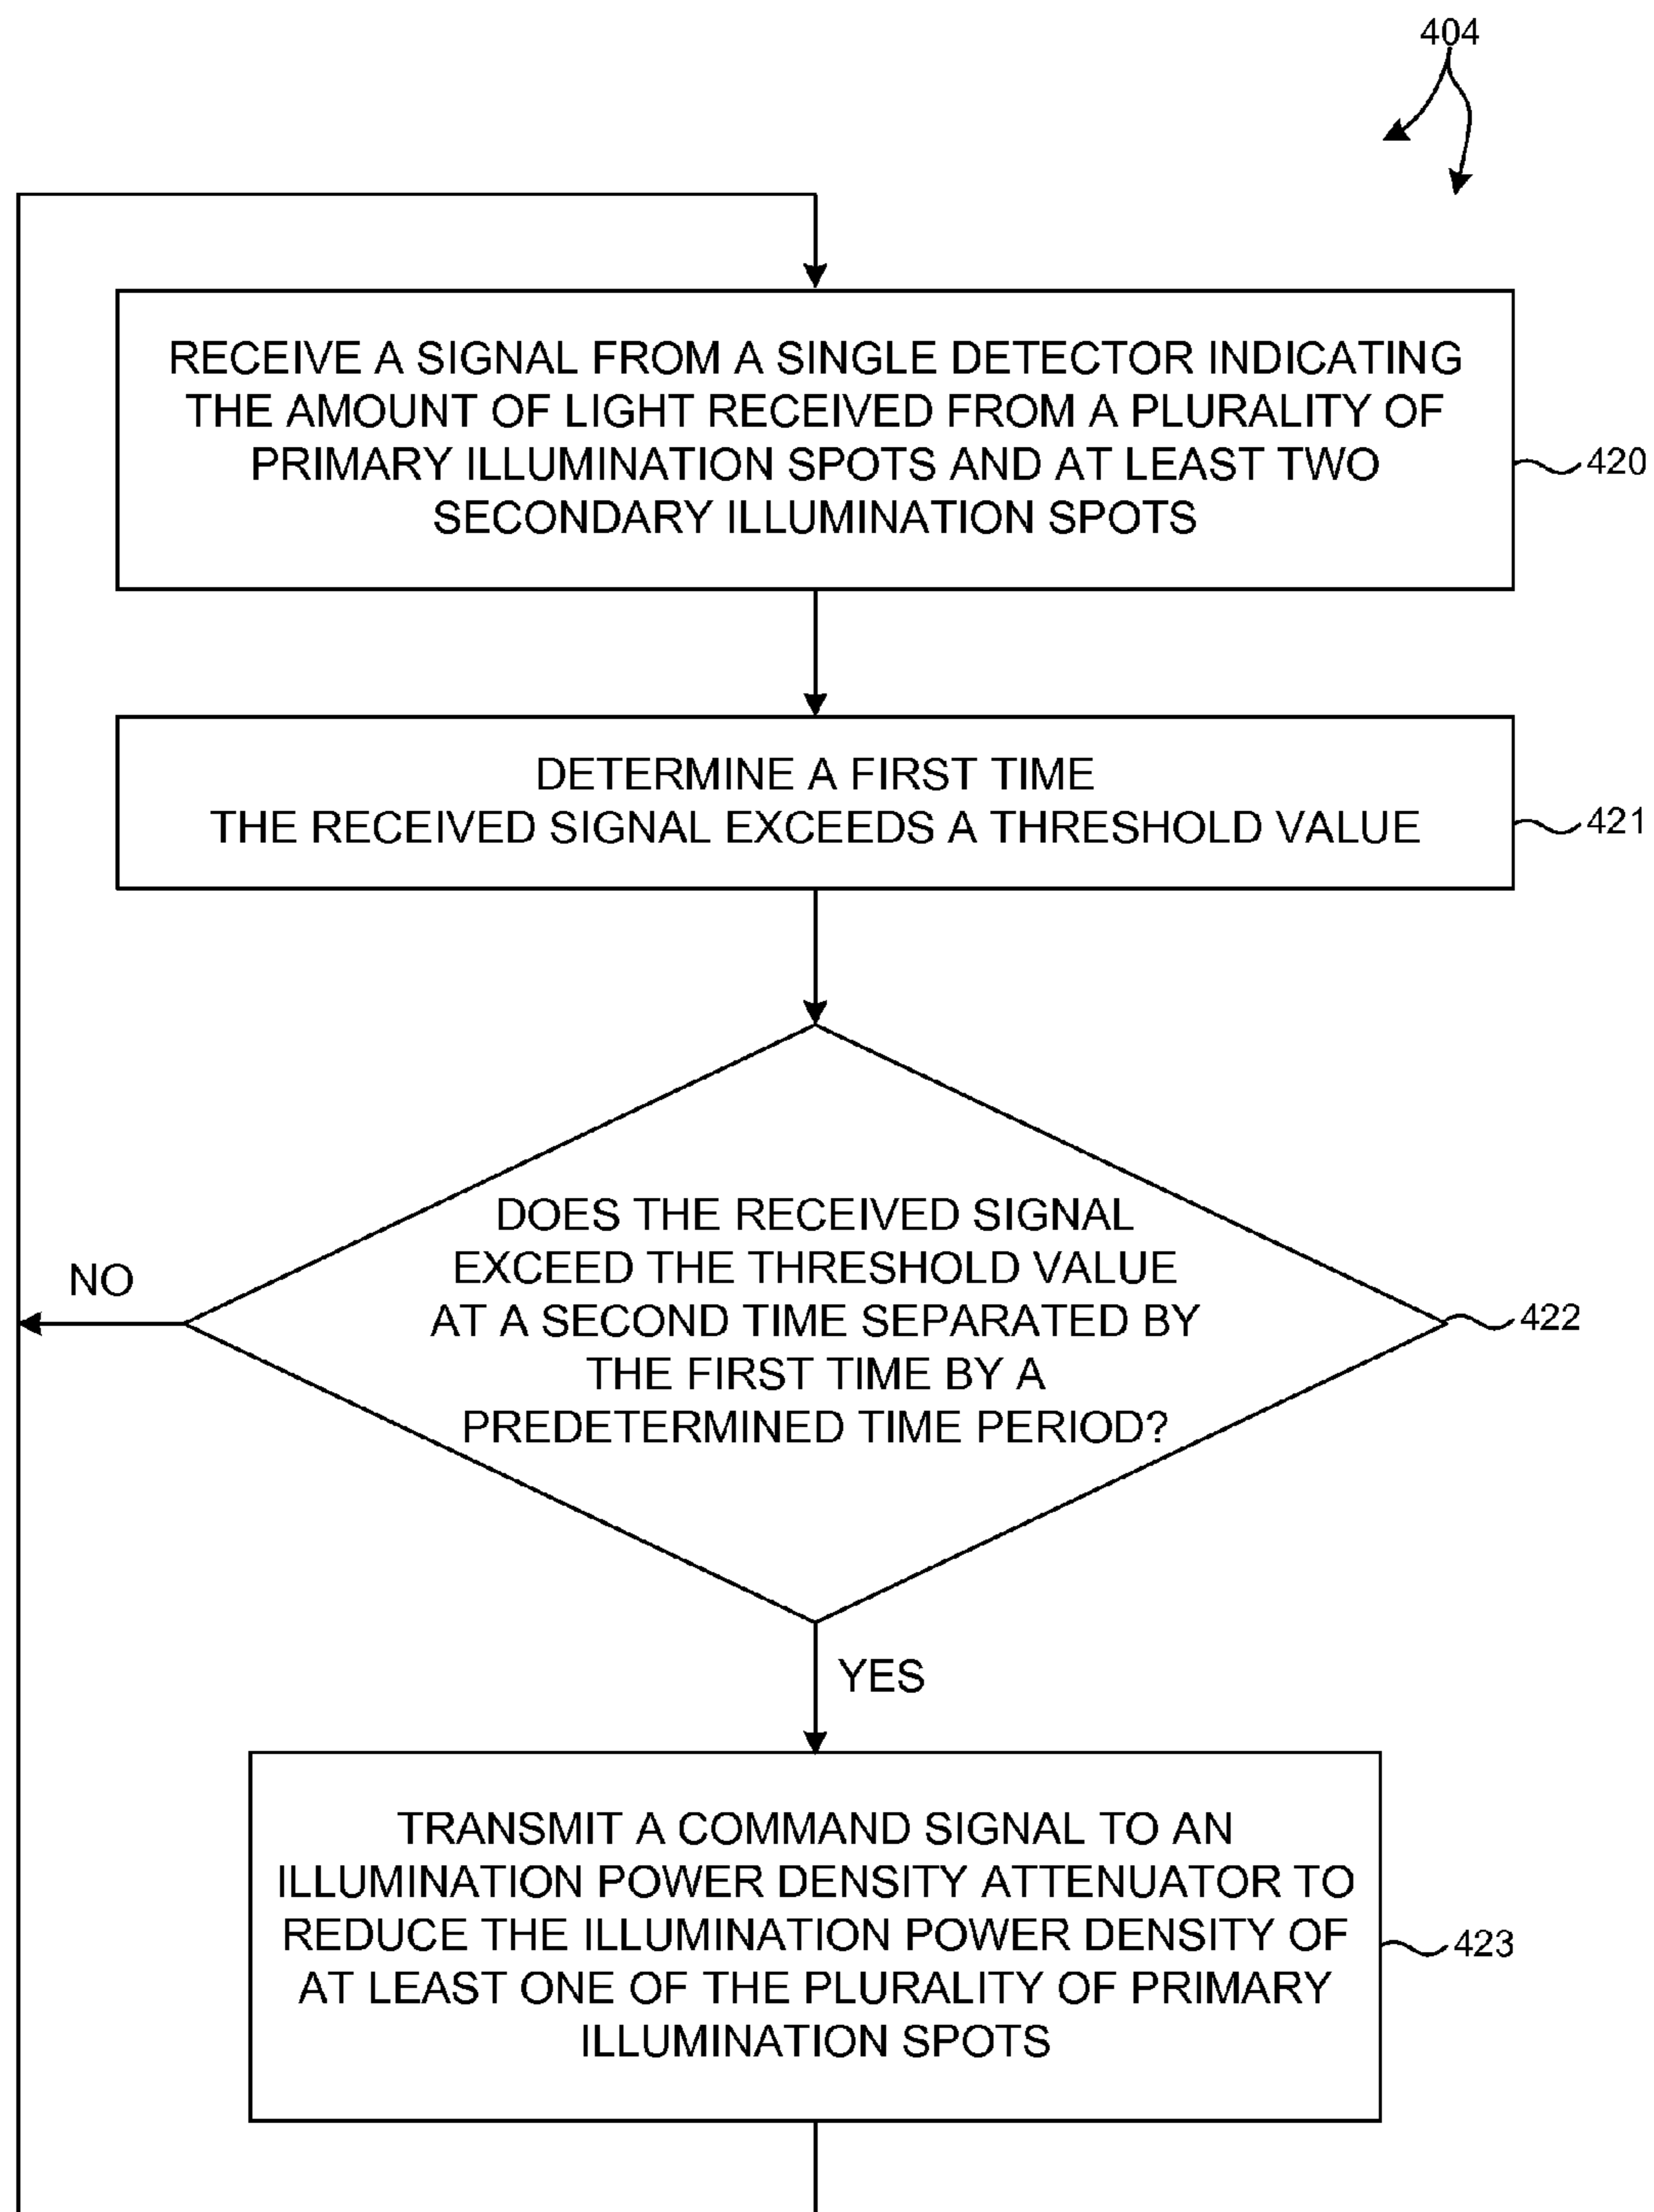 404
RECEIVE A SIGNAL FROM A SINGLE DETECTOR INDICATING
THE AMOUNT OF LIGHT RECEIVED FROM A PLURALITY OF
PRIMARY ILLUMINATION SPOTS AND AT LEAST TWO
SECONDARY ILLUMINATION SPOTS
420
DETERMINE A FIRST TIME
THE RECEIVED SIGNAL EXCEEDS A THRESHOLD VALUE
421
DOES THE RECEIVED SIGNAL
EXCEED THE THRESHOLD VALUE
AT A SECOND TIME SEPARATED BY
THE FIRST TIME BY A
PREDETERMINED TIME PERIOD?
NO
422
YES
TRANSMIT A COMMAND SIGNAL TO AN
ILLUMINATION POWER DENSITY ATTENUATOR TO
REDUCE THE ILLUMINATION POWER DENSITY OF
AT LEAST ONE OF THE PLURALITY OF PRIMARY
ILLUMINATION SPOTS
423